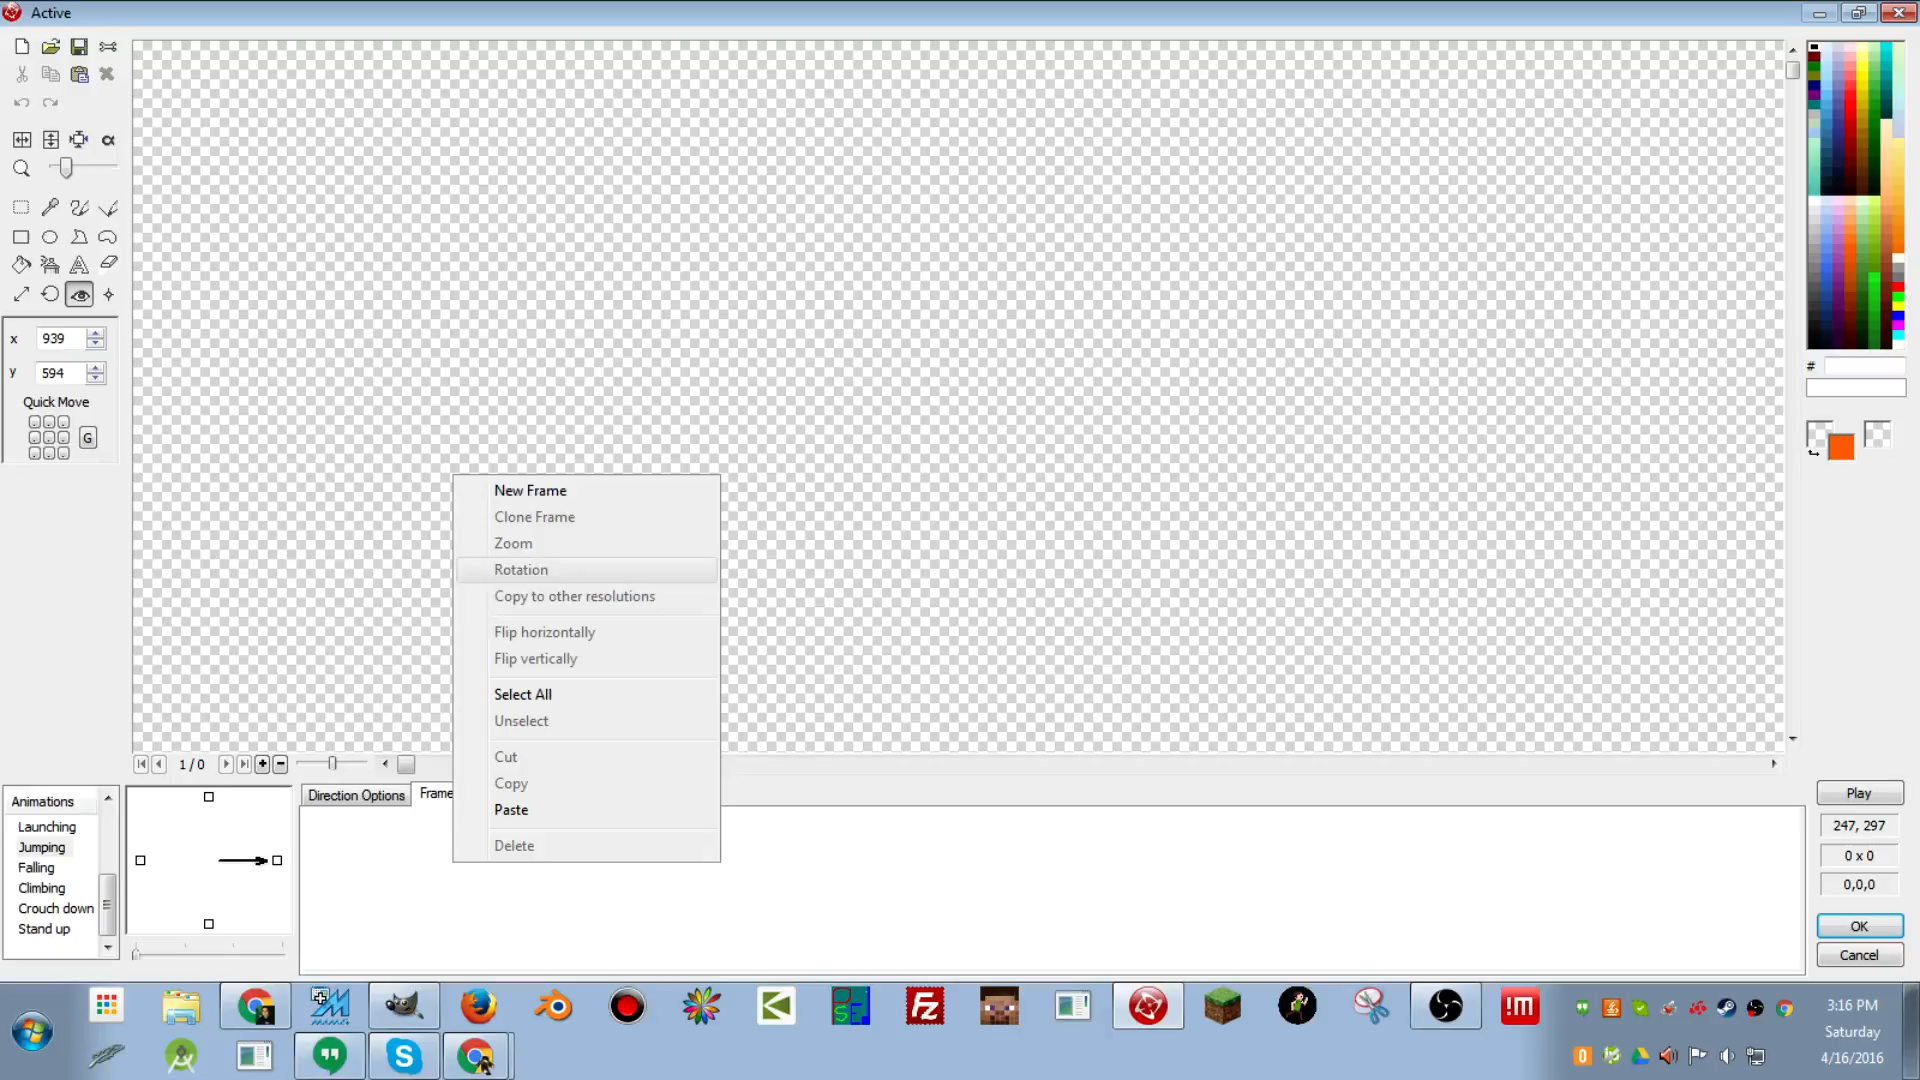 Active
x 939
y 594
Quick Move
G
#
New Frame
Clone Frame
Zoom
Rotation
Copy to other resolutions
Flip horizontally
Flip vertically
Select All
Unselect
Cut
Copy
Paste
Delete
1 / 0
Direction Options
Frame
Animations
Launching
Jumping
Falling
Climbing
Crouch down
Stand up
Play
247, 297
0 x 0
0,0,0
OK
Cancel
3:16 PM
Saturday
4/16/2016